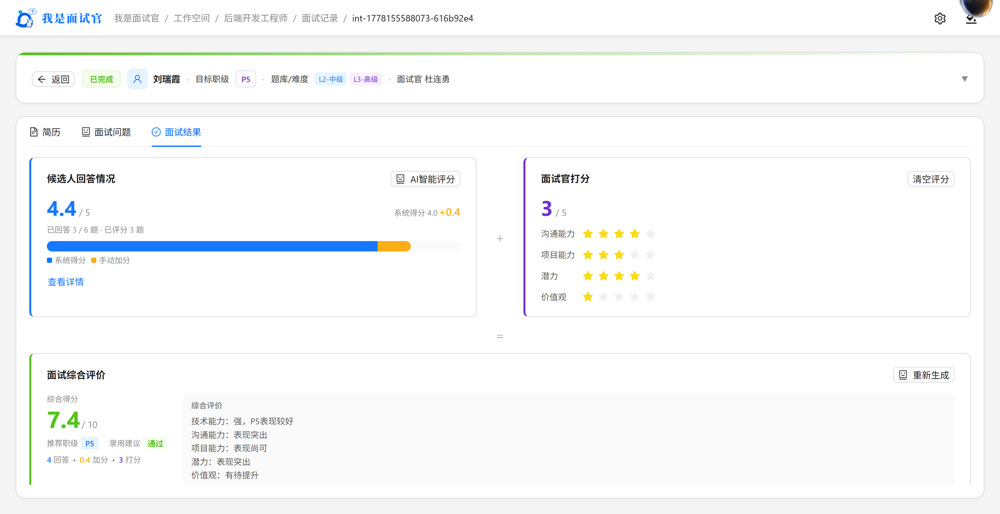 我是面试官 我是面试官 / 工作空间 / 后端开发工程师 / 面试记录 / int-1778155588073-616b92e4
返回 已完成 刘瑞霞 · 目标职级 P5 · 题库/难度 L2-中级 L3-高级 · 面试官 杜连勇
简历 面试问题 面试结果
候选人回答情况 AI智能评分
4.4 / 5 系统得分 4.0 +0.4
已回答 3 / 6 题 · 已评分 3 题
系统得分 手动加分
查看详情
+
面试官打分 清空评分
3 / 5
沟通能力
项目能力
潜力
价值观
=
面试综合评价 重新生成
综合得分
7.4 / 10
推荐职级 P5 录用建议 通过
4 回答 + 0.4 加分 + 3 打分
综合评价
技术能力：强，P5表现较好
沟通能力：表现突出
项目能力：表现尚可
潜力：表现突出
价值观：有待提升